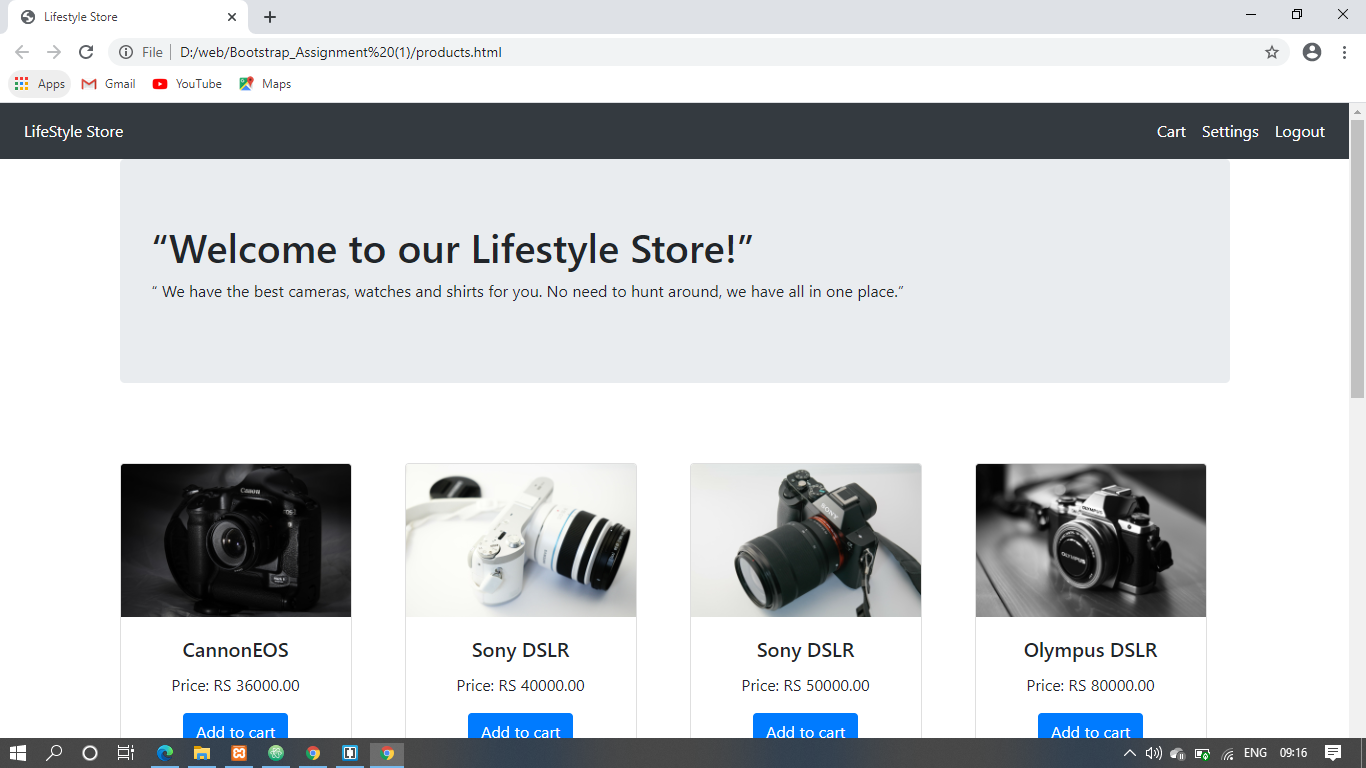 Lifestyle Store
File | D:/web/Bootstrap_Assignment%20(1)/products.html
Apps Gmail YouTube Maps
LifeStyle Store Cart Settings Logout
“Welcome to our Lifestyle Store!”
“ We have the best cameras, watches and shirts for you. No need to hunt around, we have all in one place.”
Canon
SONY
OLYMPUS
OLYMPUS
CannonEOS Sony DSLR Sony DSLR Olympus DSLR
Price: RS 36000.00 Price: RS 40000.00 Price: RS 50000.00 Price: RS 80000.00
Add to cart Add to cart Add to cart Add to cart
ENG 09:16